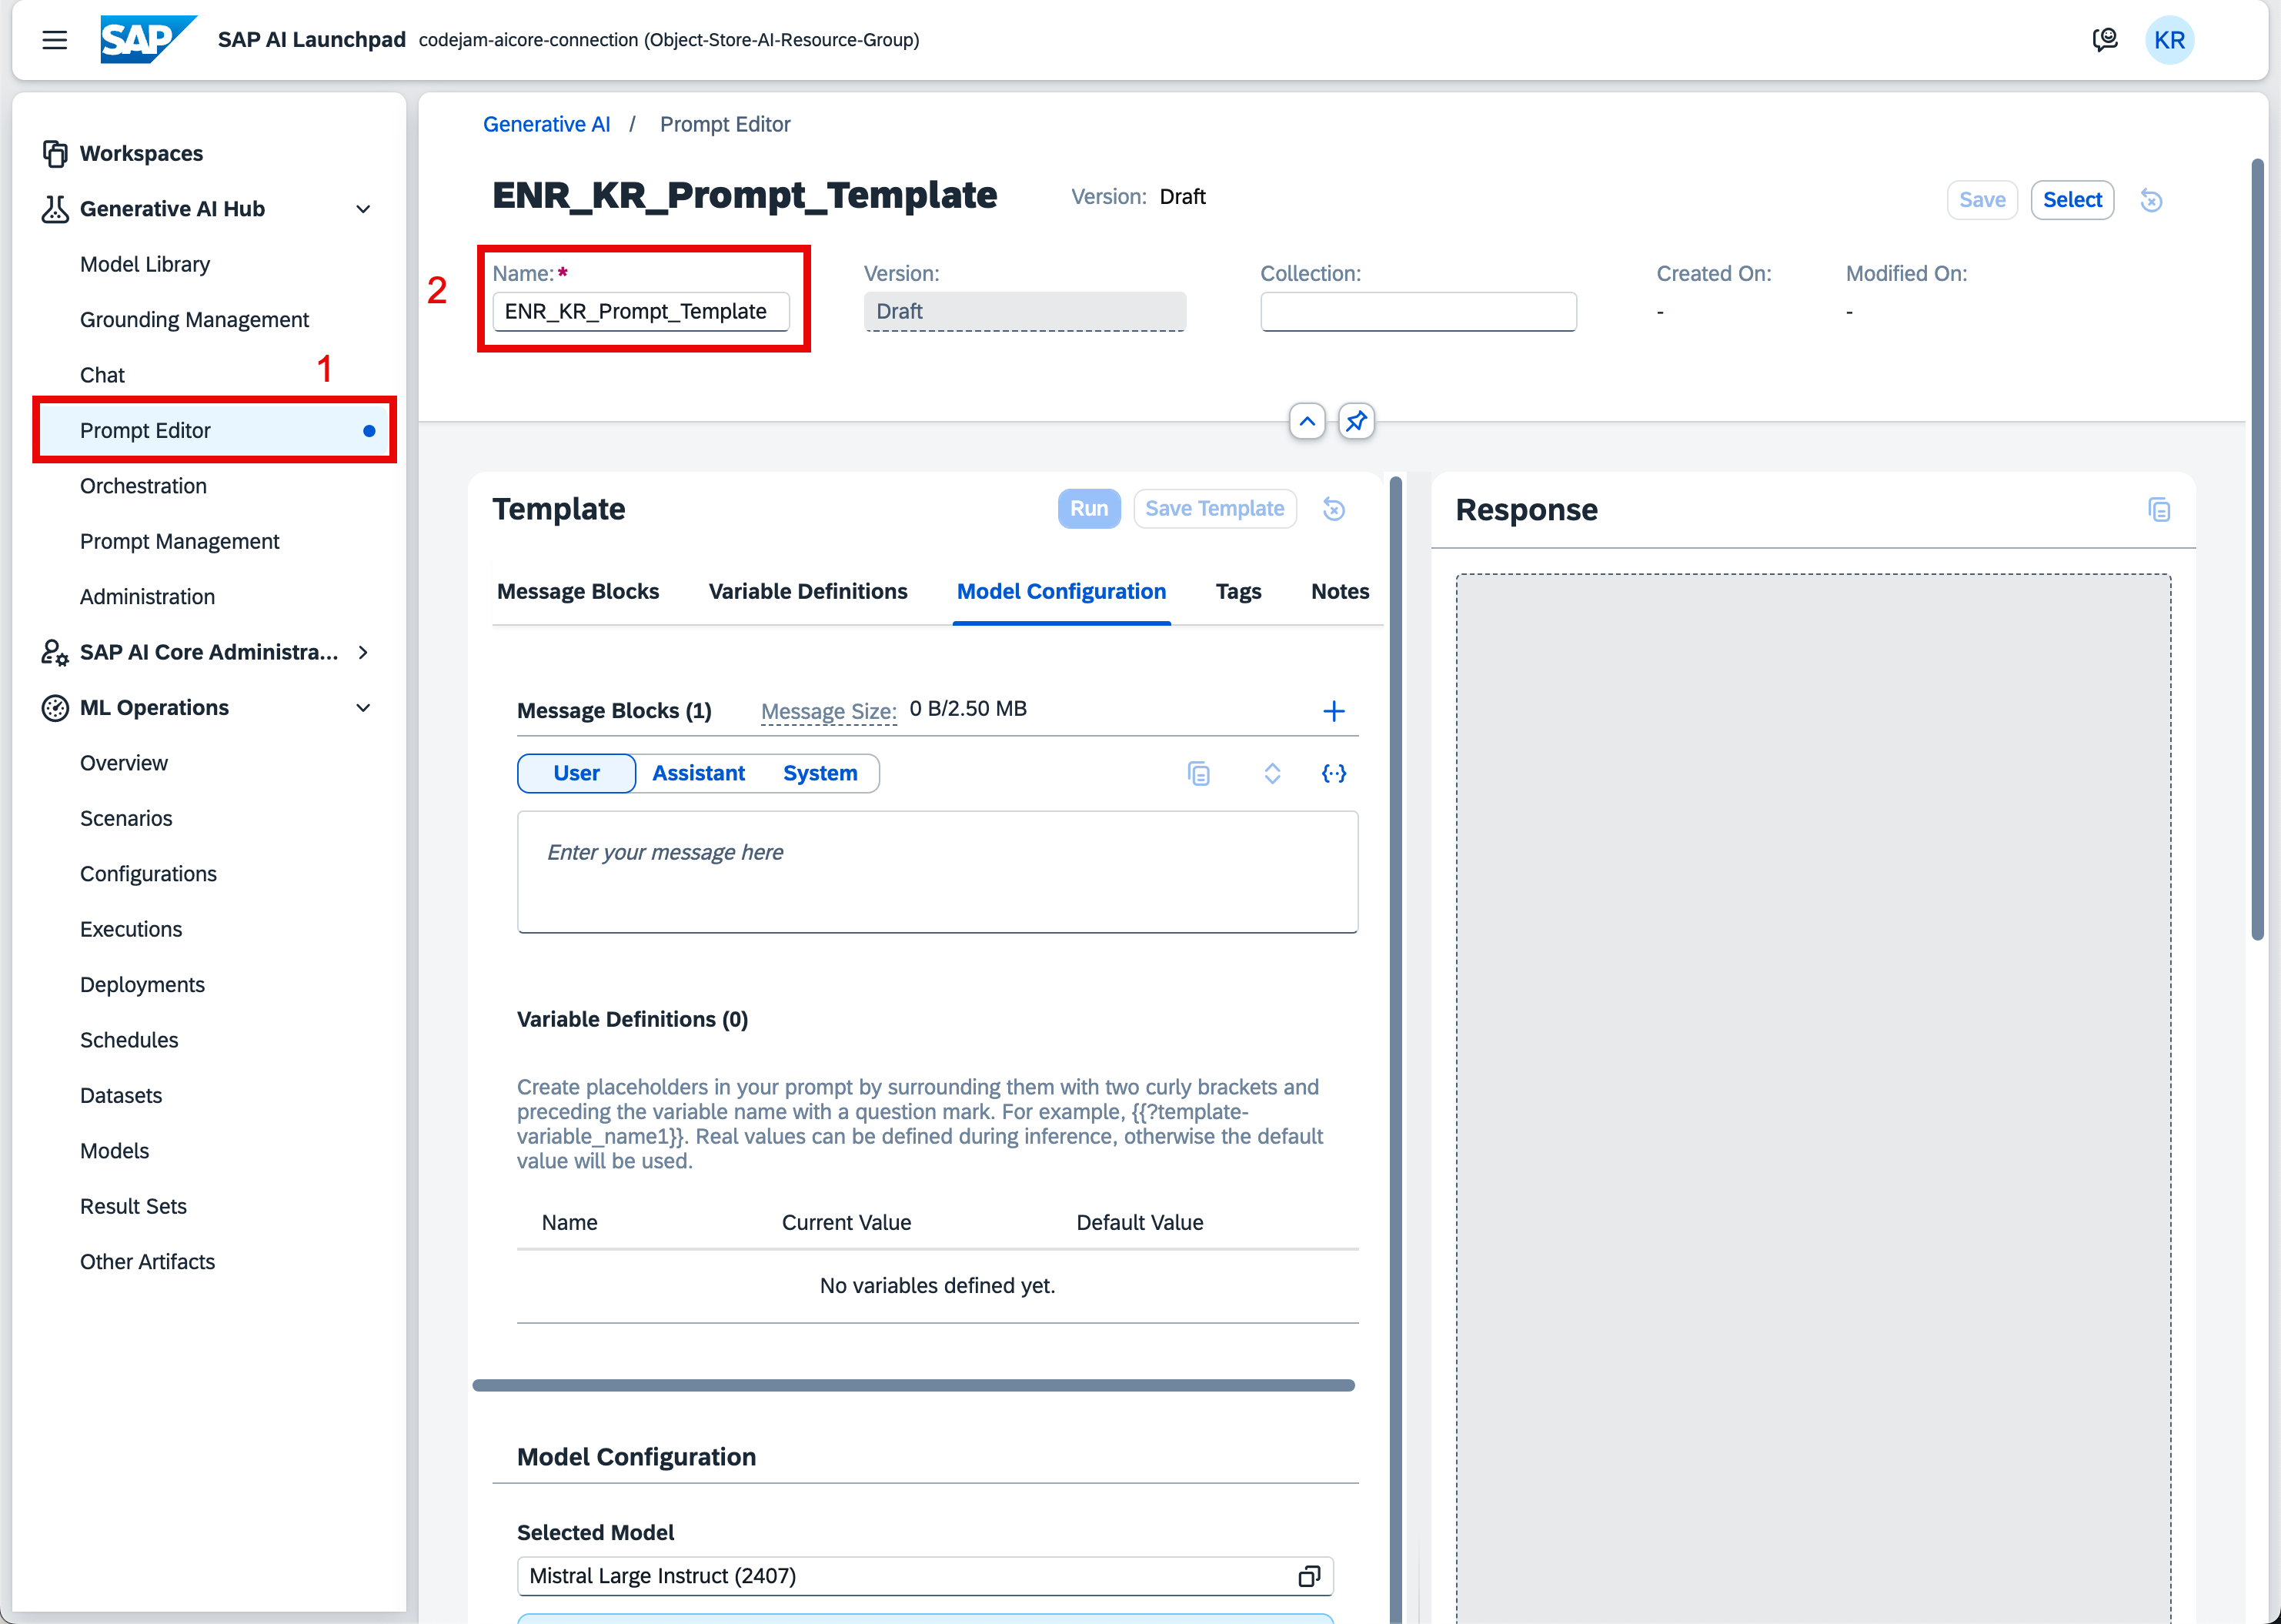 SAP SAP AI Launchpad codejam-aicore-connection (Object-Store-AI-Resource-Group) KR
Workspaces
Generative AI Hub
Model Library
Grounding Management
Chat
1
Prompt Editor
Orchestration
Prompt Management
Administration
SAP AI Core Administra...
ML Operations
Overview
Scenarios
Configurations
Executions
Deployments
Schedules
Datasets
Models
Result Sets
Other Artifacts
Generative AI / Prompt Editor
ENR_KR_Prompt_Template Version: Draft Save Select
2
Name:* Version: Collection: Created On: Modified On:
ENR_KR_Prompt_Template Draft - -
Template Run Save Template
Message Blocks Variable Definitions Model Configuration Tags Notes
Message Blocks (1) Message Size: 0 B/2.50 MB
User Assistant System
Enter your message here
Variable Definitions (0)
Create placeholders in your prompt by surrounding them with two curly brackets and
preceding the variable name with a question mark. For example, {{?template-
variable_name1}}. Real values can be defined during inference, otherwise the default
value will be used.
Name Current Value Default Value
No variables defined yet.
Model Configuration
Selected Model
Mistral Large Instruct (2407)
Response